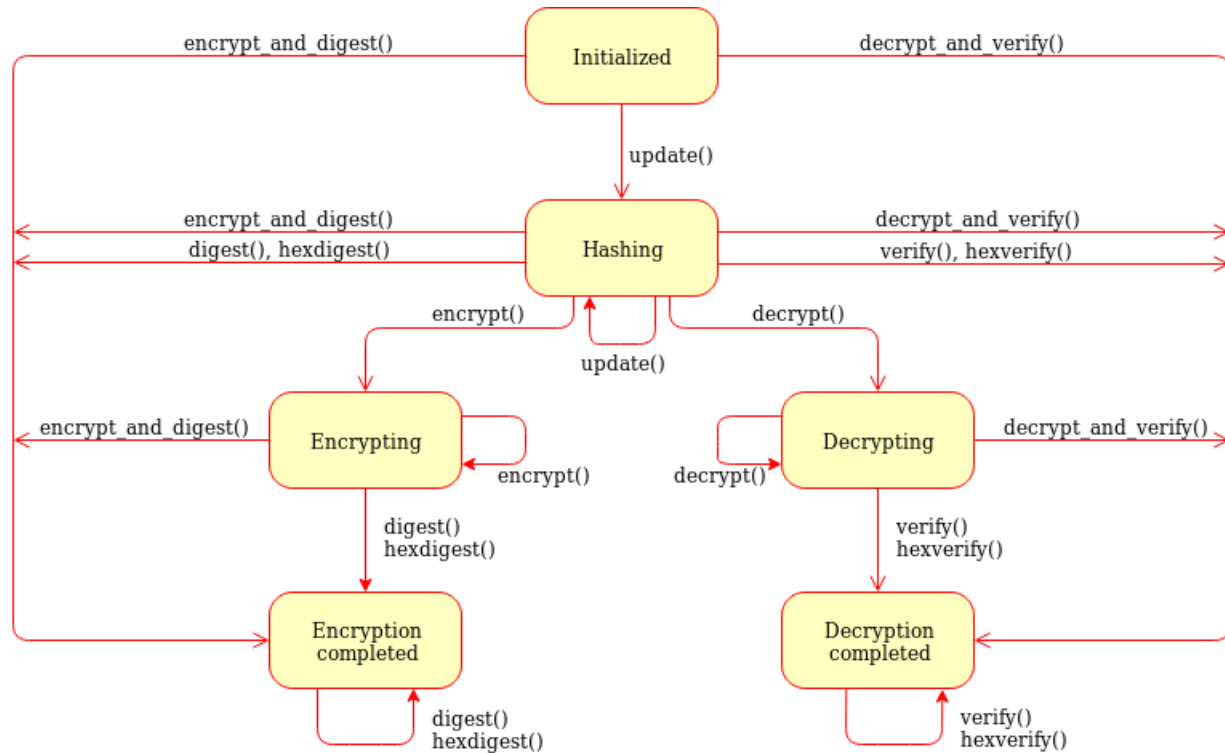 encrypt_and_digest()
Initialized
decrypt_and_verify()
update()
encrypt_and_digest()
decrypt_and_verify()
digest(), hexdigest()
Hashing
verify(), hexverify()
encrypt()
decrypt()
update()
encrypt_and_digest()
Encrypting
encrypt()
Decrypting
decrypt()
decrypt_and_verify()
digest()
hexdigest()
verify()
hexverify()
Encryption
completed
Decryption
completed
digest()
hexdigest()
verify()
hexverify()